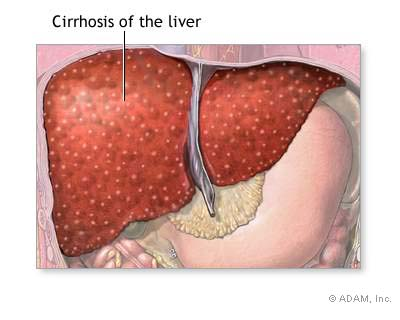 Cirrhosis of the liver
© ADAM, Inc.